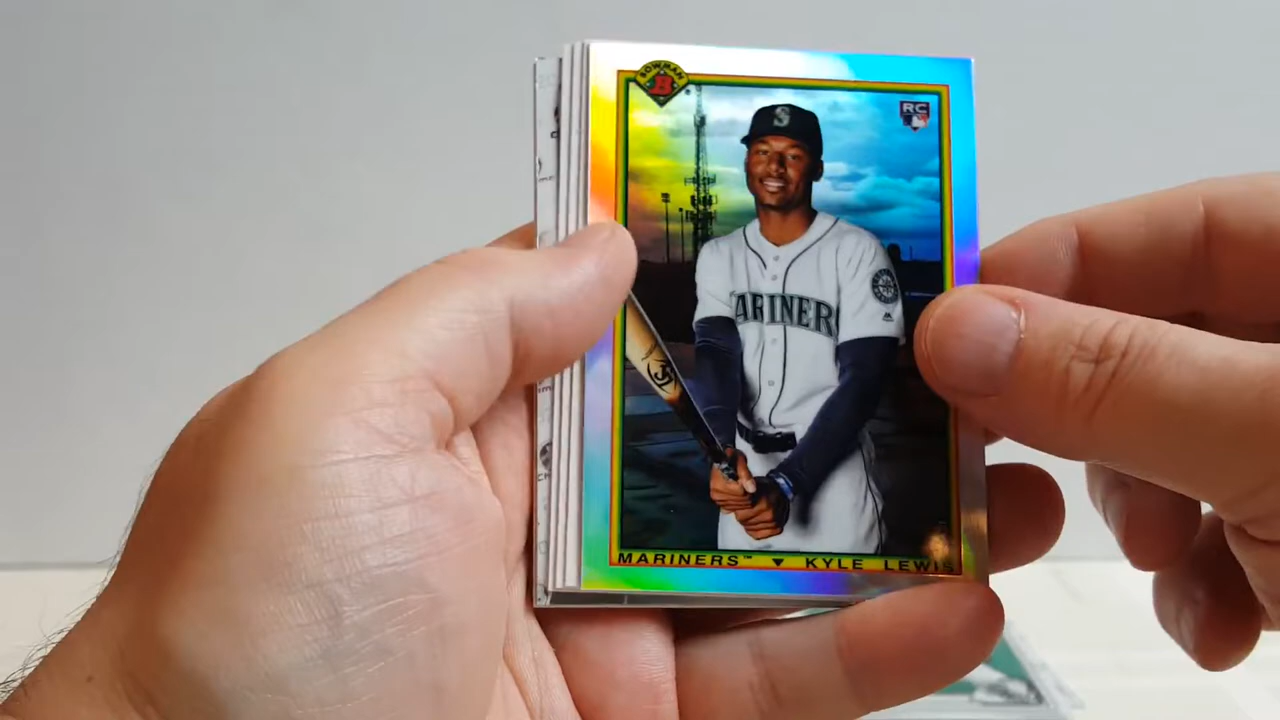 BOWMAN
B
RC
S
MARINERS
MARINERS™ ▼ KYLE LEWIS